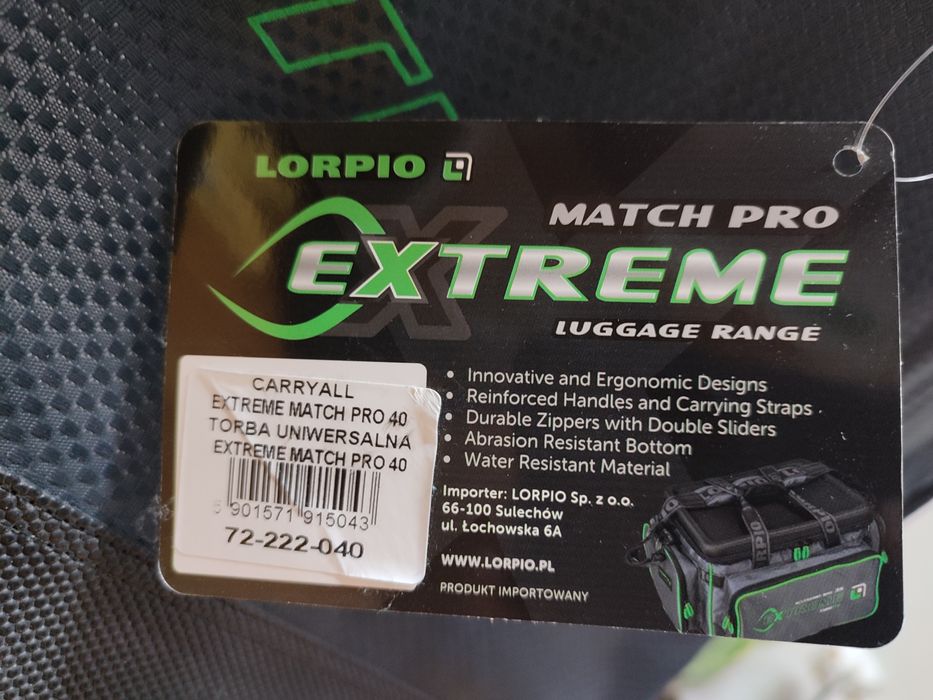 LORPIO
MATCH PRO
EXTREME
LUGGAGE RANGE
• Innovative and Ergonomic Designs
• Reinforced Handles and Carrying Straps
• Durable Zippers with Double Sliders
• Abrasion Resistant Bottom
• Water Resistant Material
CARRYALL
EXTREME MATCH PRO 40
TORBA UNIWERSALNA
EXTREME MATCH PRO 40
5 901571 915043
72-222-040
Importer: LORPIO Sp. z o.o.
66-100 Sulechów
ul. Łochowska 6A
WWW.LORPIO.PL
PRODUKT IMPORTOWANY
LORPIO
EXTREME